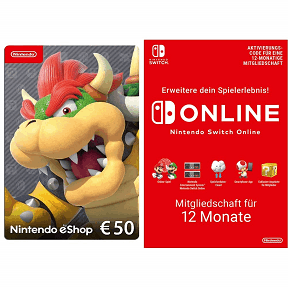 Nintendo
Nintendo eShop €50
NINTENDO
SWITCH
AKTIVIERUNGS-
CODE FÜR EINE
12-MONATIGE
MITGLIEDSCHAFT
Erweitere dein Spielerlebnis!
ONLINE
Nintendo Switch Online
Mitgliedschaft für
12 Monate
Nintendo